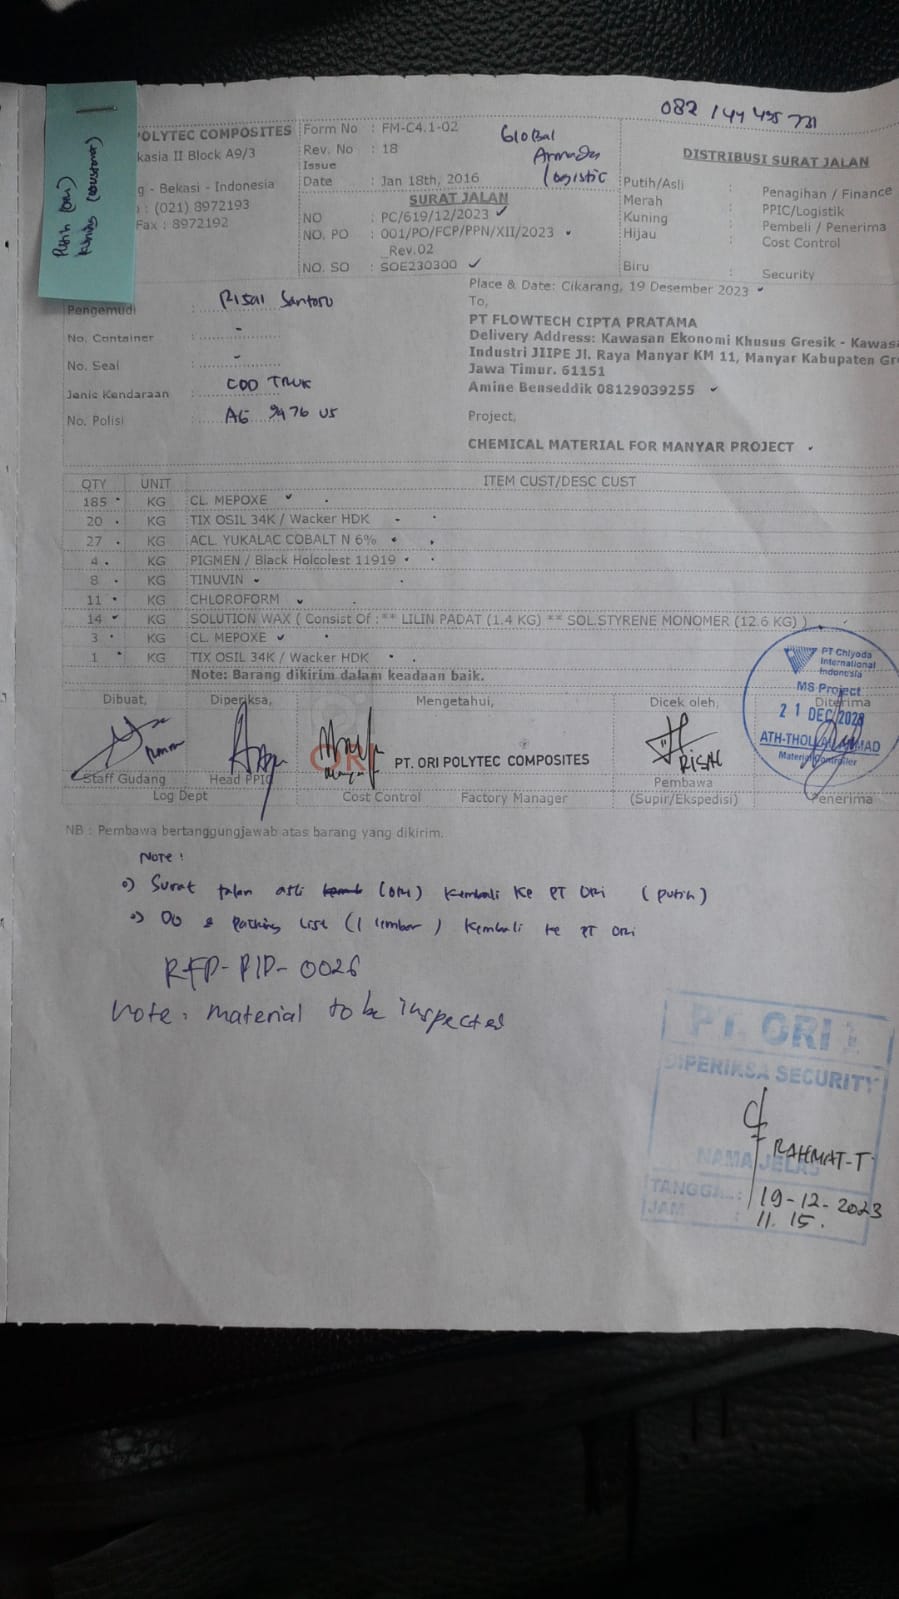 082 144 435 731
Putih (ORI)
Kuning (customer)
POLYTEC COMPOSITES
kasia II Block A9/3
g - Bekasi - Indonesia
: (021) 8972193
Fax : 8972192
Form No : FM-C4.1-02
Rev. No : 18
Issue
Date : Jan 18th, 2016
Global
Armada
Logistic
SURAT JALAN
NO : PC/619/12/2023
NO. PO : 001/PO/FCP/PPN/XII/2023
_Rev.02
NO. SO : SOE230300
DISTRIBUSI SURAT JALAN
Putih/Asli : Penagihan / Finance
Merah : PPIC/Logistik
Kuning : Pembeli / Penerima
Hijau : Cost Control
Biru : Security
Pengemudi :
No. Container : -
No. Seal : -
Jenis Kendaraan : CDD TRUK
No. Polisi : AG 9476 US
Place & Date: Cikarang, 19 Desember 2023
To,
PT FLOWTECH CIPTA PRATAMA
Delivery Address: Kawasan Ekonomi Khusus Gresik - Kawas
Industri JIIPE Jl. Raya Manyar KM 11, Manyar Kabupaten Gr
Jawa Timur. 61151
Amine Benseddik 08129039255
Project,
CHEMICAL MATERIAL FOR MANYAR PROJECT
QTY UNIT ITEM CUST/DESC CUST
185 KG CL. MEPOXE
20 KG TIX OSIL 34K / Wacker HDK
27 KG ACL. YUKALAC COBALT N 6%
4 KG PIGMEN / Black Holcolest 11919
8 KG TINUVIN
11 KG CHLOROFORM
14 KG SOLUTION WAX ( Consist Of :** LILIN PADAT (1.4 KG) ** SOL.STYRENE MONOMER (12.6 KG) )
3 KG CL. MEPOXE
1 KG TIX OSIL 34K / Wacker HDK
Note: Barang dikirim dalam keadaan baik.
Dibuat, Diperiksa, Mengetahui, Dicek oleh, Diterima
PT Chiyoda
International
Indonesia
MS Project
21 DEC 2023
Material Controller
ORI
PT. ORI POLYTEC COMPOSITES
RISAL
Staff Gudang Head PPIC Pembawa
Log Dept Cost Control Factory Manager (Supir/Ekspedisi) Penerima
NB : Pembawa bertanggungjawab atas barang yang dikirim.
Note:
Surat jalan asli (ORI) kembali ke PT ORI (putih)
DO & Packing List (1 lembar) kembali ke PT ORI
RFP-PIP-0026
Note: material to be inspected
PT. ORI 1
DIPERIKSA SECURITY
RAHMAT-T.
NAMA JELAS
TANGGAL : 19-12-2023
JAM : 11.15.